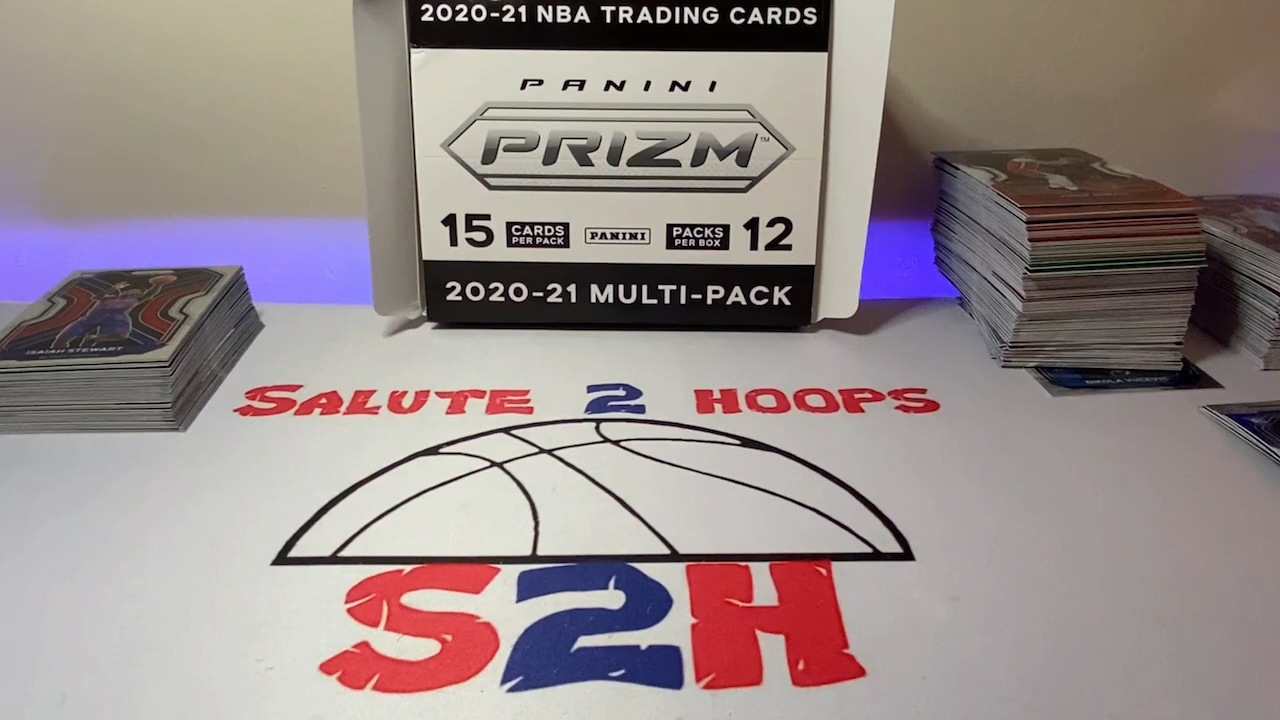 2020-21 NBA TRADING CARDS
PANINI
PRIZM™
15 CARDS PER PACK PANINI PACKS PER BOX 12
2020-21 MULTI-PACK
ISAIAH STEWART
SALUTE 2 HOOPS
S2H